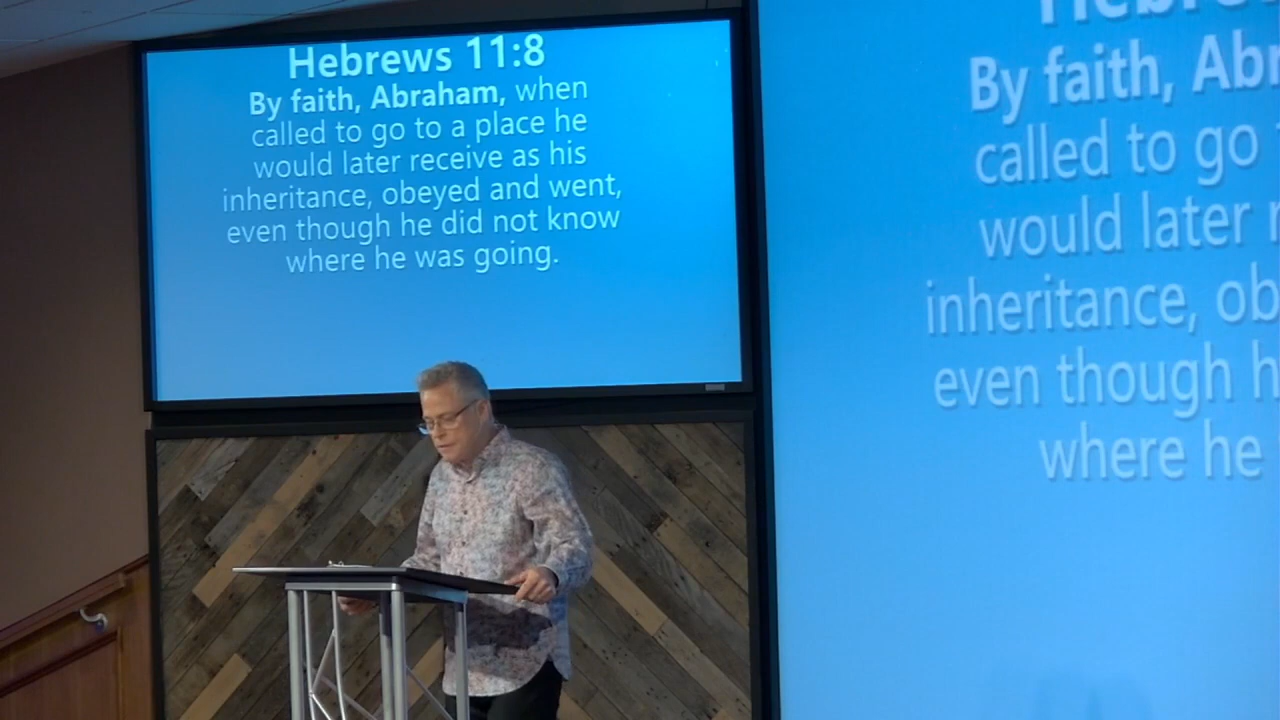 Hebrews 11:8
By faith, Abraham, when
called to go to a place he
would later receive as his
inheritance, obeyed and went,
even though he did not know
where he was going.
By faith,
called to go
would later
inheritance,
even though
where he